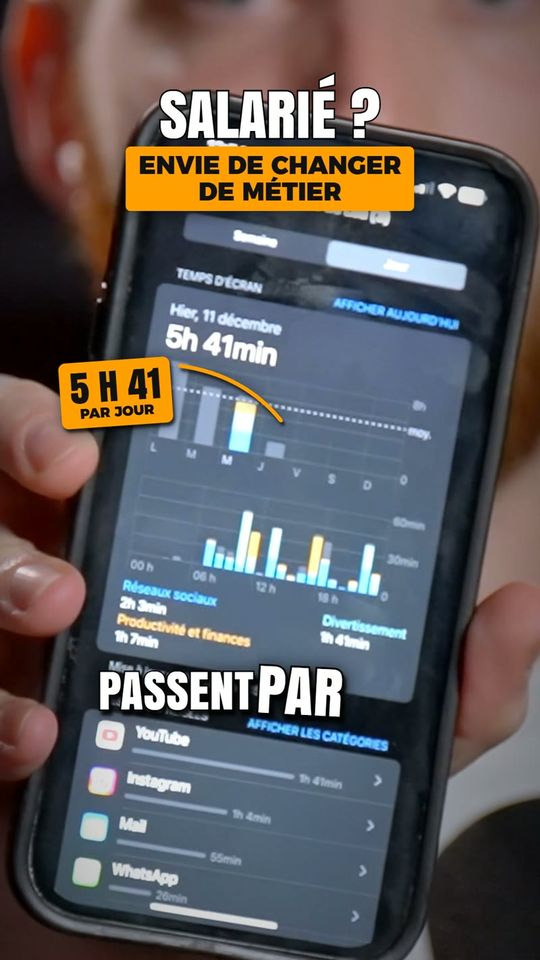 SALARIÉ ?
ENVIE DE CHANGER
DE MÉTIER
Semaine
Jour
TEMPS D'ÉCRAN
AFFICHER AUJOURD'HUI
Hier, 11 décembre
5h 41min
5 H 41
PAR JOUR
8h
moy.
0
L M M J V S D
60min
30min
0
00 h 06 h 12 h 18 h
Réseaux sociaux
2h 3min
Productivité et finances
1h 7min
Divertissement
1h 41min
PASSENT PAR
AFFICHER LES CATÉGORIES
YouTube
1h 41min
Instagram
1h 4min
Mail
55min
WhatsApp
26min